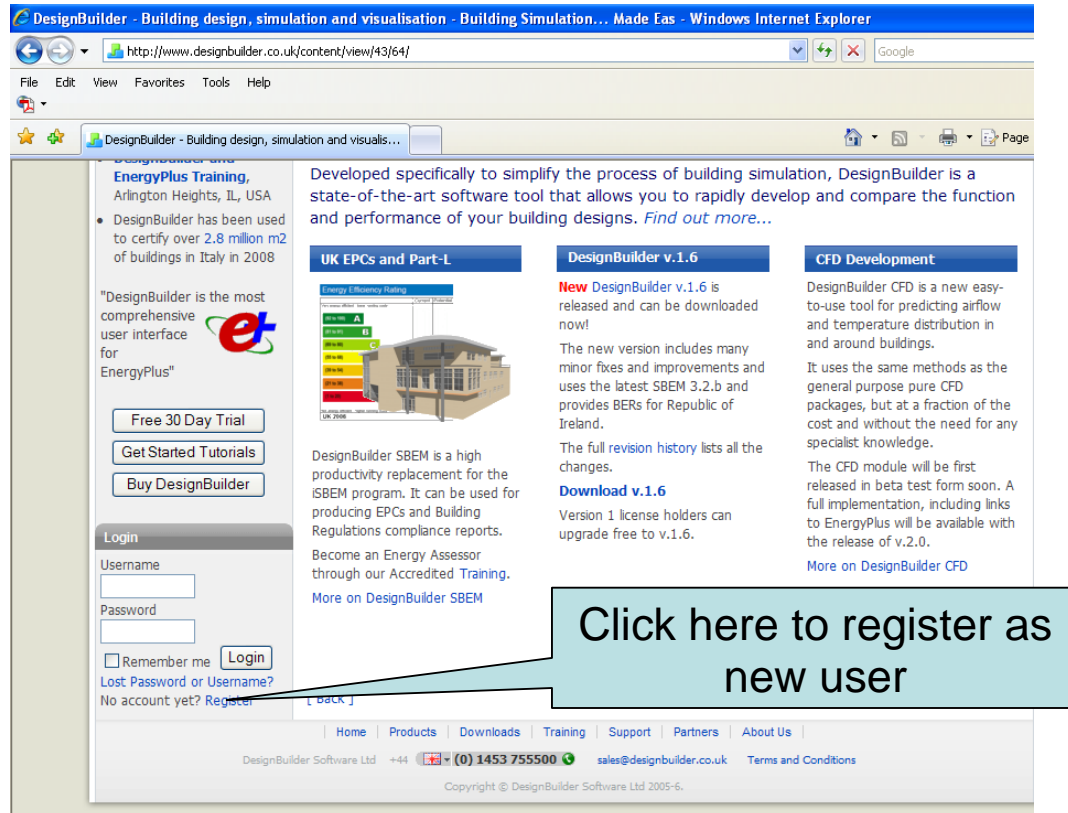 DesignBuilder - Building design, simulation and visualisation - Building Simulation... Made Eas - Windows Internet Explorer
http://www.designbuilder.co.uk/content/view/43/64/
Google
File Edit View Favorites Tools Help
DesignBuilder - Building design, simulation and visualis...
Page
DesignBuilder and
EnergyPlus Training,
Arlington Heights, IL, USA
• DesignBuilder has been used
to certify over 2.8 million m2
of buildings in Italy in 2008
"DesignBuilder is the most
comprehensive
user interface
for
EnergyPlus"
e+
Free 30 Day Trial
Get Started Tutorials
Buy DesignBuilder
Login
Username
Password
Remember me Login
Lost Password or Username?
No account yet? Register
Developed specifically to simplify the process of building simulation, DesignBuilder is a
state-of-the-art software tool that allows you to rapidly develop and compare the function
and performance of your building designs. Find out more...
UK EPCs and Part-L
Energy Efficiency Rating
Current Potential
A
B
C
UK 2006
DesignBuilder SBEM is a high
productivity replacement for the
iSBEM program. It can be used for
producing EPCs and Building
Regulations compliance reports.
Become an Energy Assessor
through our Accredited Training.
More on DesignBuilder SBEM
DesignBuilder v.1.6
New DesignBuilder v.1.6 is
released and can be downloaded
now!
The new version includes many
minor fixes and improvements and
uses the latest SBEM 3.2.b and
provides BERs for Republic of
Ireland.
The full revision history lists all the
changes.
Download v.1.6
Version 1 license holders can
upgrade free to v.1.6.
CFD Development
DesignBuilder CFD is a new easy-
to-use tool for predicting airflow
and temperature distribution in
and around buildings.
It uses the same methods as the
general purpose pure CFD
packages, but at a fraction of the
cost and without the need for any
specialist knowledge.
The CFD module will be first
released in beta test form soon. A
full implementation, including links
to EnergyPlus will be available with
the release of v.2.0.
More on DesignBuilder CFD
Click here to register as
new user
[ Back ]
Home | Products | Downloads | Training | Support | Partners | About Us |
DesignBuilder Software Ltd +44 (0) 1453 755500 sales@designbuilder.co.uk Terms and Conditions
Copyright © DesignBuilder Software Ltd 2005-6.